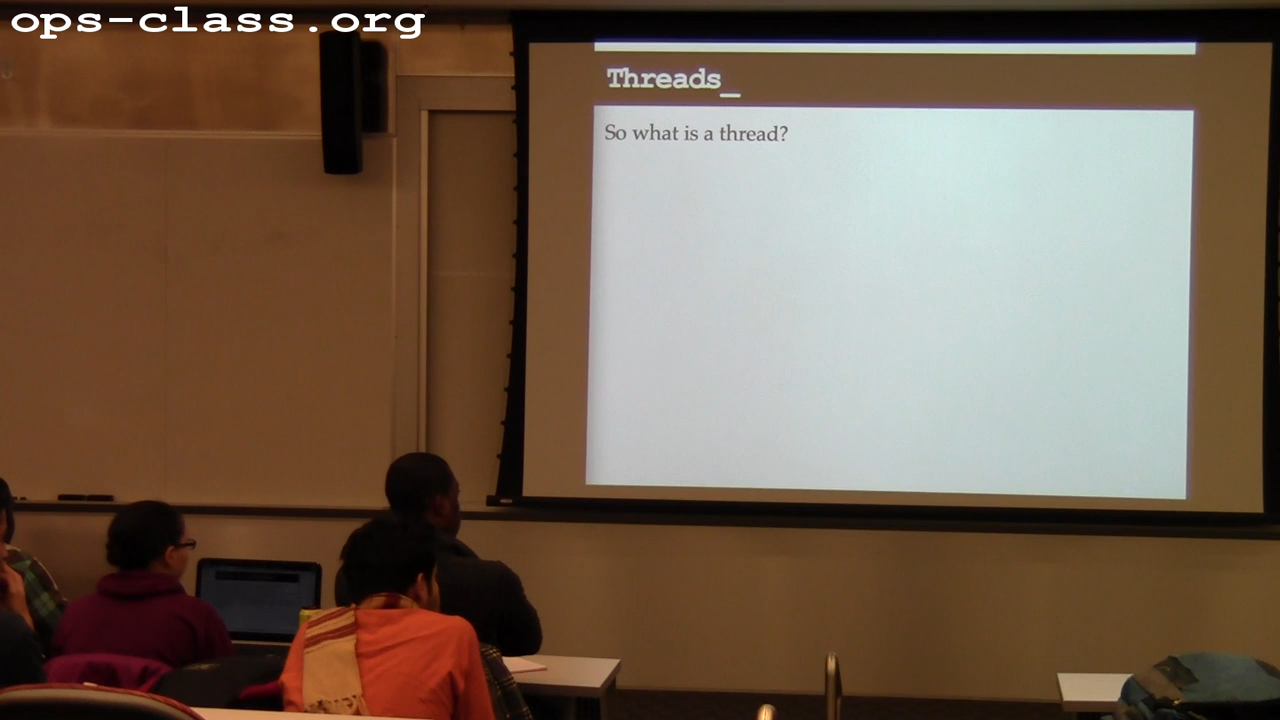 ops-class.org
Threads_
So what is a thread?